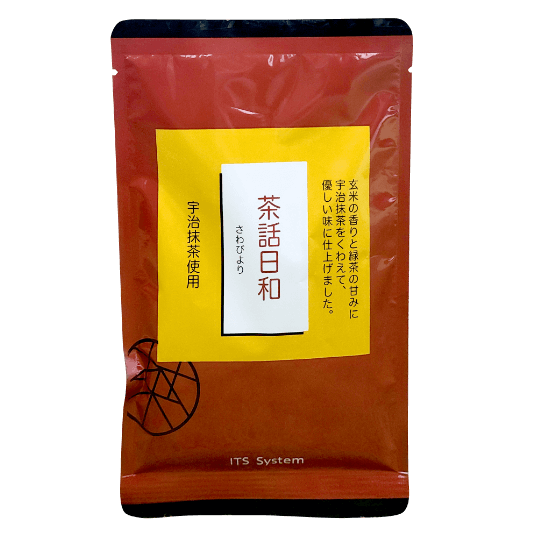 玄米の香りと緑茶の甘みに
宇治抹茶をくわえて、
優しい味に仕上げました。
茶話日和
さわびより
宇治抹茶使用
ITS System